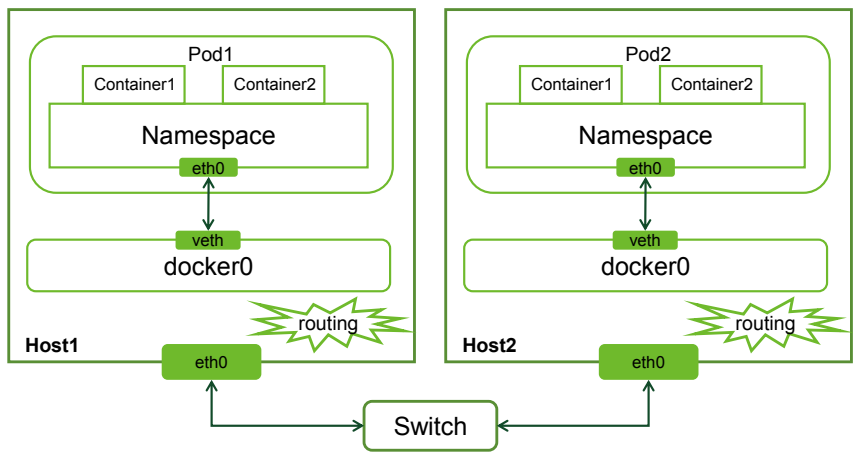 Pod1
Container1
Container2
Namespace
eth0
veth
docker0
routing
Host1
eth0
Pod2
Container1
Container2
Namespace
eth0
veth
docker0
routing
Host2
eth0
Switch